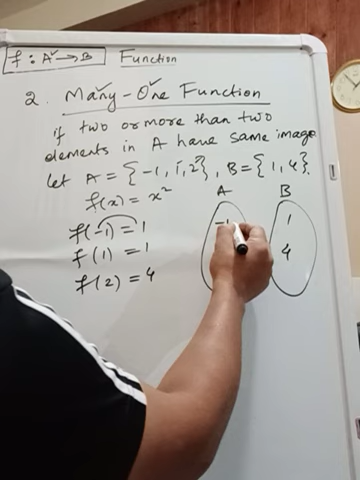 f : A → B Function
2. Many-One Function
if two or more than two
elements in A have same image
let A = {-1, 1, 2}, B = {1, 4}.
f(x) = x²
A B
f(-1) = 1
-1 1
f(1) = 1
4
f(2) = 4